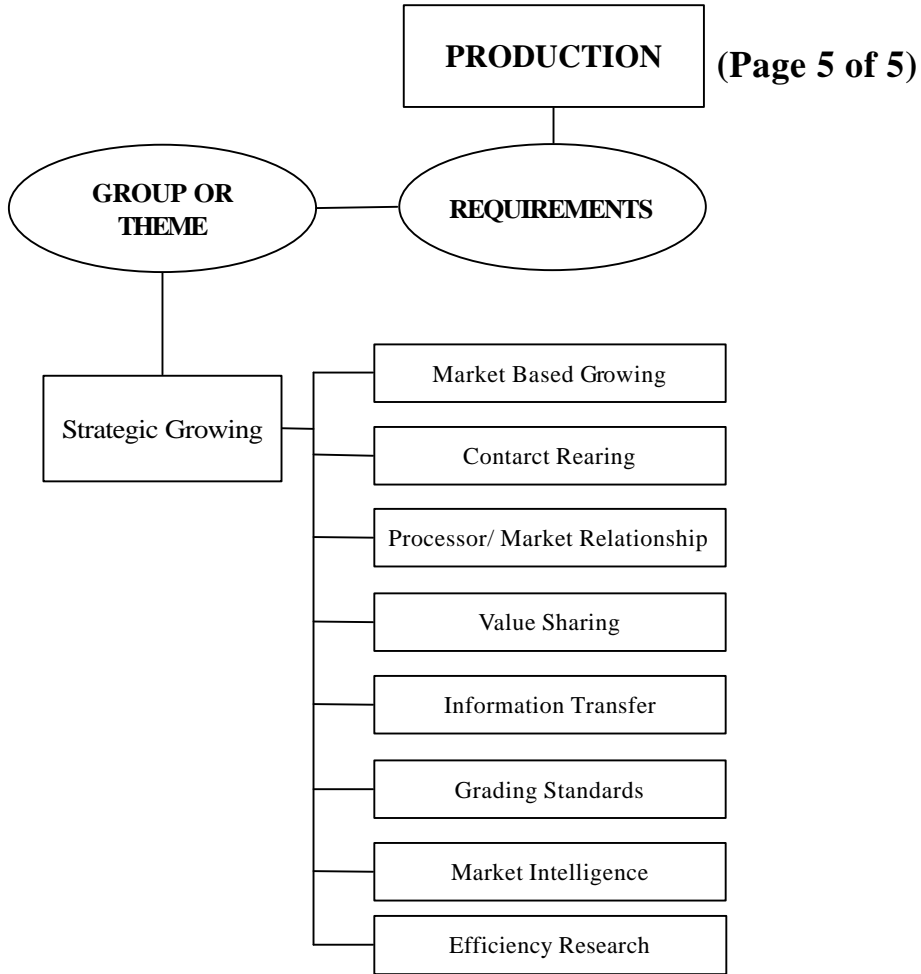 PRODUCTION
(Page 5 of 5)
GROUP OR
THEME
REQUIREMENTS
Strategic Growing
Market Based Growing
Contarct Rearing
Processor/ Market Relationship
Value Sharing
Information Transfer
Grading Standards
Market Intelligence
Efficiency Research